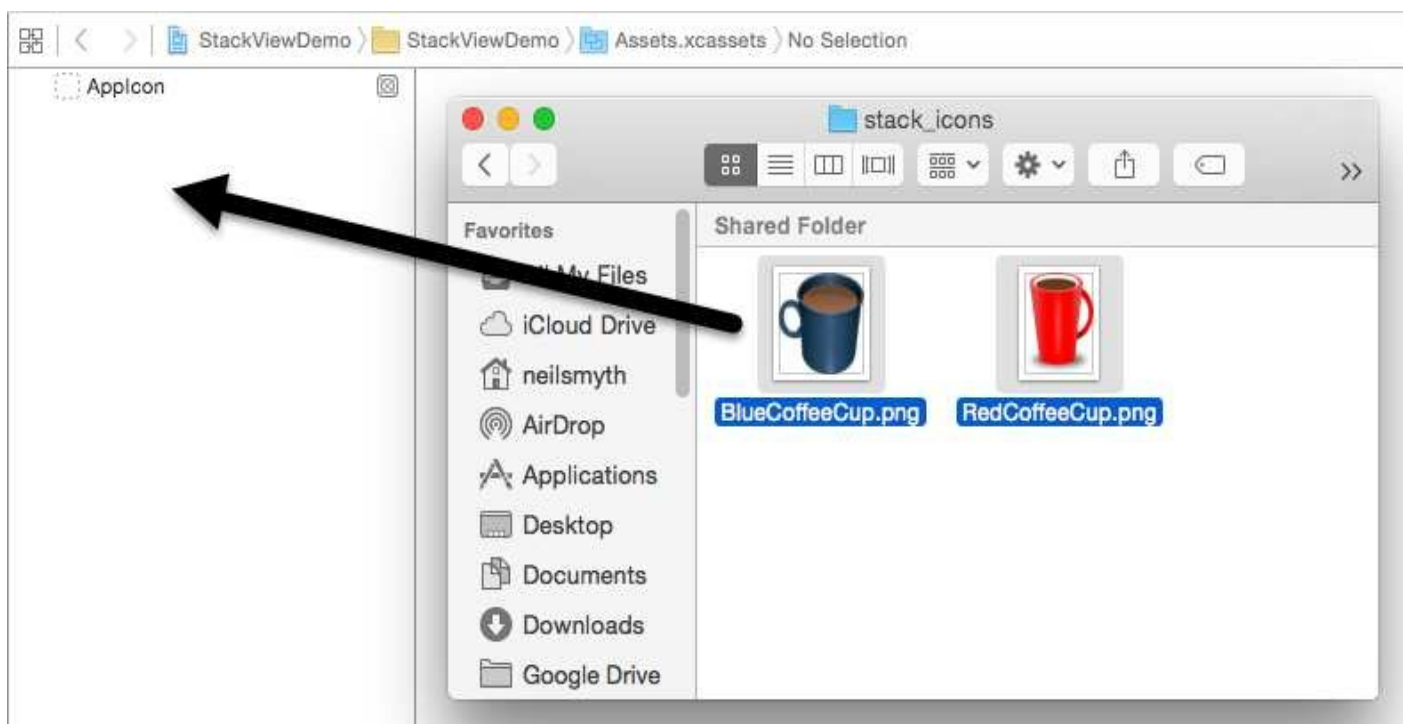 StackViewDemo StackViewDemo Assets.xcassets No Selection
AppIcon
stack_icons
Favorites
Shared Folder
My Files
iCloud Drive
neilsmyth
AirDrop
Applications
Desktop
Documents
Downloads
Google Drive
BlueCoffeeCup.png RedCoffeeCup.png